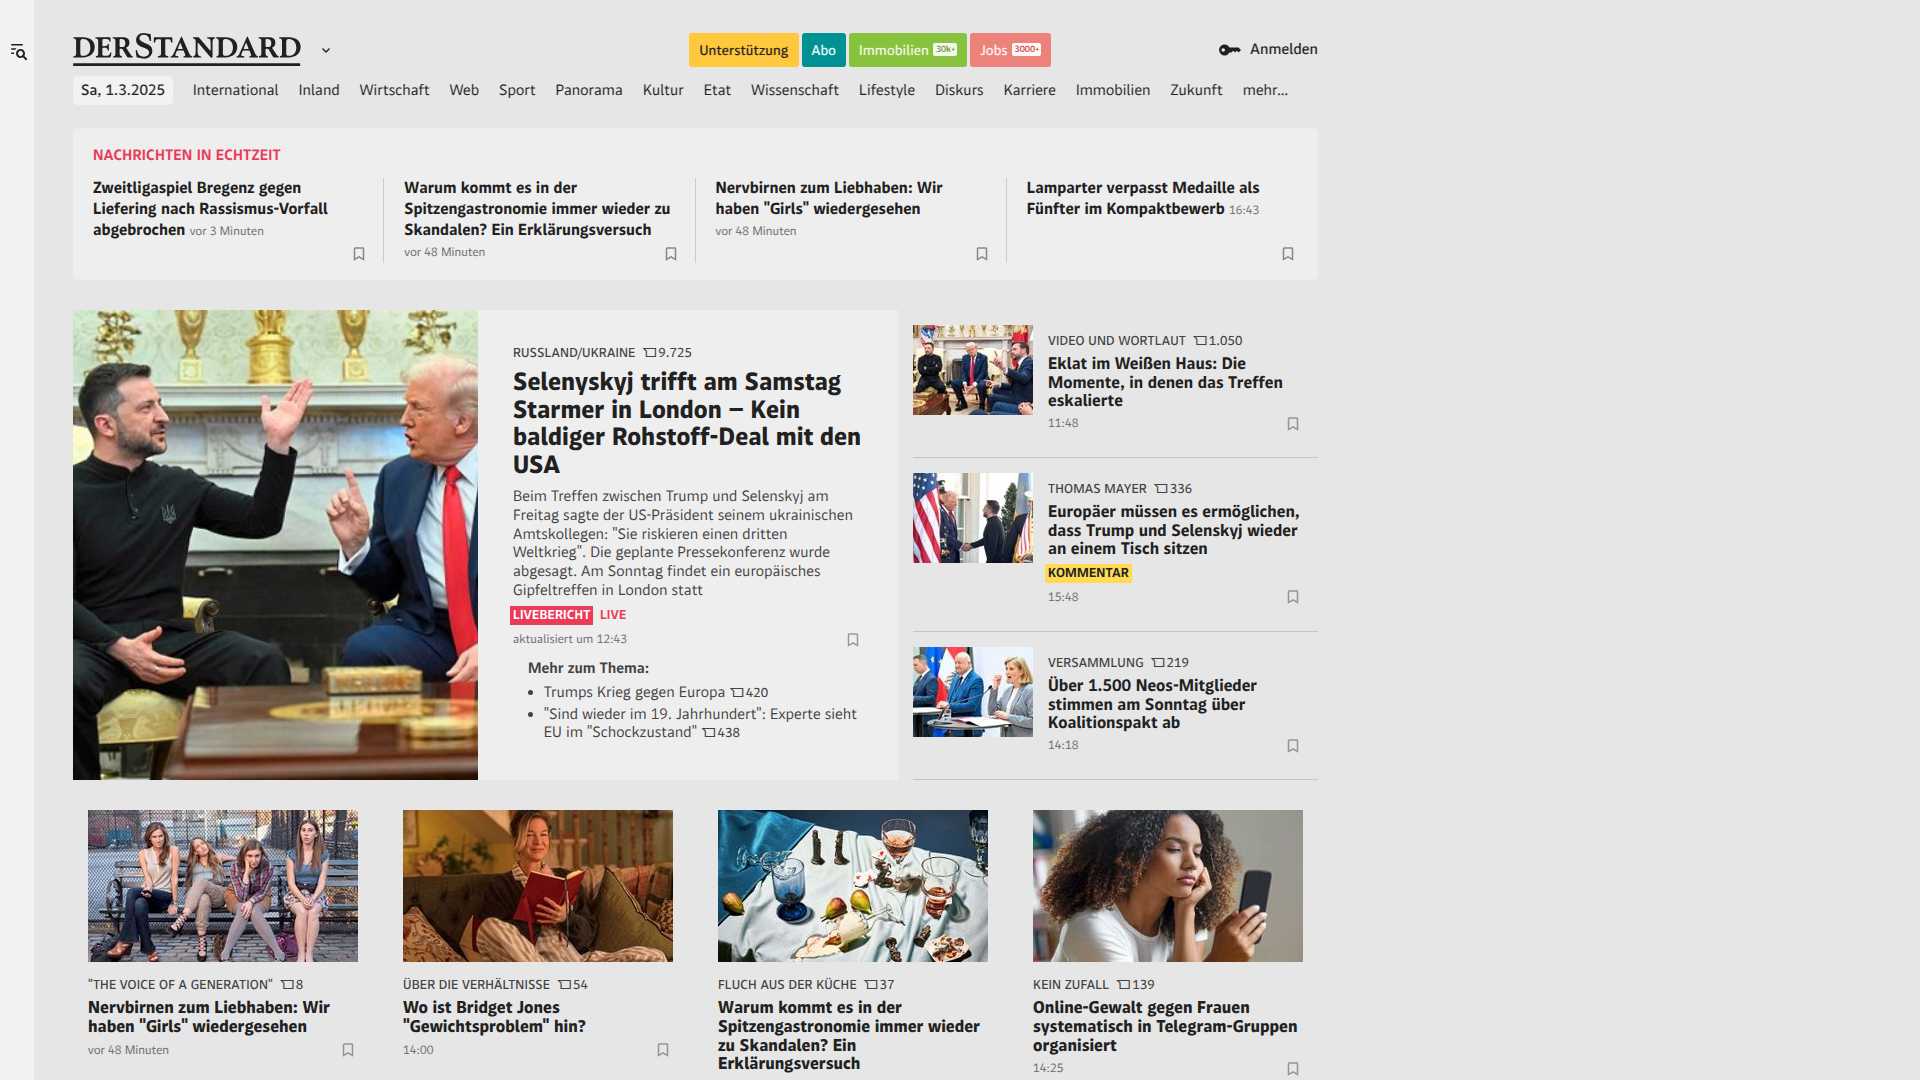 DERSTANDARD
Unterstützung
Abo
Immobilien 30k+
Jobs 3000+
Anmelden
Sa, 1.3.2025
International
Inland
Wirtschaft
Web
Sport
Panorama
Kultur
Etat
Wissenschaft
Lifestyle
Diskurs
Karriere
Immobilien
Zukunft
mehr...
NACHRICHTEN IN ECHTZEIT
Zweitligaspiel Bregenz gegen
Liefering nach Rassismus-Vorfall
abgebrochen vor 3 Minuten
Warum kommt es in der
Spitzengastronomie immer wieder zu
Skandalen? Ein Erklärungsversuch
vor 48 Minuten
Nervbirnen zum Liebhaben: Wir
haben "Girls" wiedergesehen
vor 48 Minuten
Lamparter verpasst Medaille als
Fünfter im Kompaktbewerb 16:43
RUSSLAND/UKRAINE 9.725
Selenyskyj trifft am Samstag
Starmer in London – Kein
baldiger Rohstoff-Deal mit den
USA
Beim Treffen zwischen Trump und Selenskyj am
Freitag sagte der US-Präsident seinem ukrainischen
Amtskollegen: "Sie riskieren einen dritten
Weltkrieg". Die geplante Pressekonferenz wurde
abgesagt. Am Sonntag findet ein europäisches
Gipfeltreffen in London statt
LIVEBERICHT LIVE
aktualisiert um 12:43
Mehr zum Thema:
• Trumps Krieg gegen Europa 420
• "Sind wieder im 19. Jahrhundert": Experte sieht
EU im "Schockzustand" 438
VIDEO UND WORTLAUT 1.050
Eklat im Weißen Haus: Die
Momente, in denen das Treffen
eskalierte
11:48
THOMAS MAYER 336
Europäer müssen es ermöglichen,
dass Trump und Selenskyj wieder
an einem Tisch sitzen
KOMMENTAR
15:48
VERSAMMLUNG 219
Über 1.500 Neos-Mitglieder
stimmen am Sonntag über
Koalitionspakt ab
14:18
"THE VOICE OF A GENERATION" 8
Nervbirnen zum Liebhaben: Wir
haben "Girls" wiedergesehen
vor 48 Minuten
ÜBER DIE VERHÄLTNISSE 54
Wo ist Bridget Jones
"Gewichtsproblem" hin?
14:00
FLUCH AUS DER KÜCHE 37
Warum kommt es in der
Spitzengastronomie immer wieder
zu Skandalen? Ein
Erklärungsversuch
KEIN ZUFALL 139
Online-Gewalt gegen Frauen
systematisch in Telegram-Gruppen
organisiert
14:25